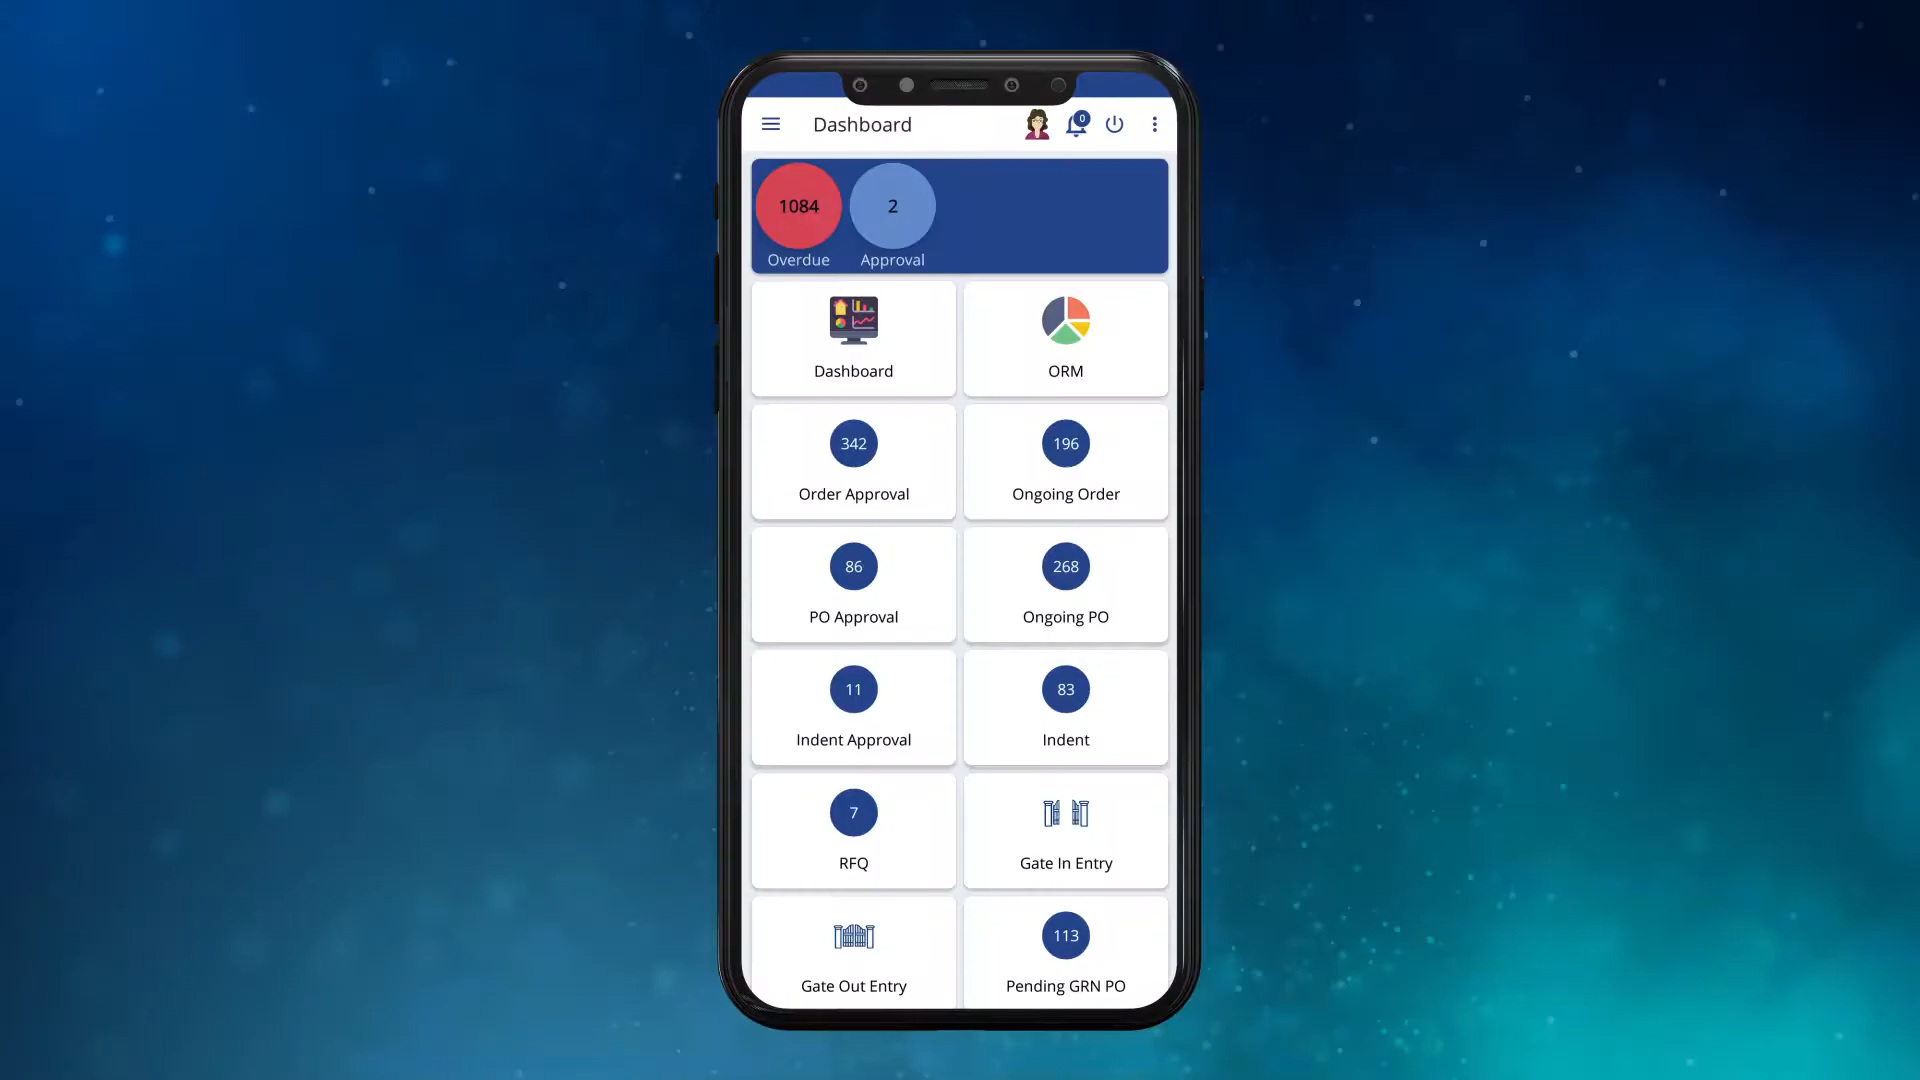 Dashboard
0
1084
2
Overdue
Approval
Dashboard
ORM
342
196
Order Approval
Ongoing Order
86
268
PO Approval
Ongoing PO
11
83
Indent Approval
Indent
7
RFQ
Gate In Entry
113
Gate Out Entry
Pending GRN PO